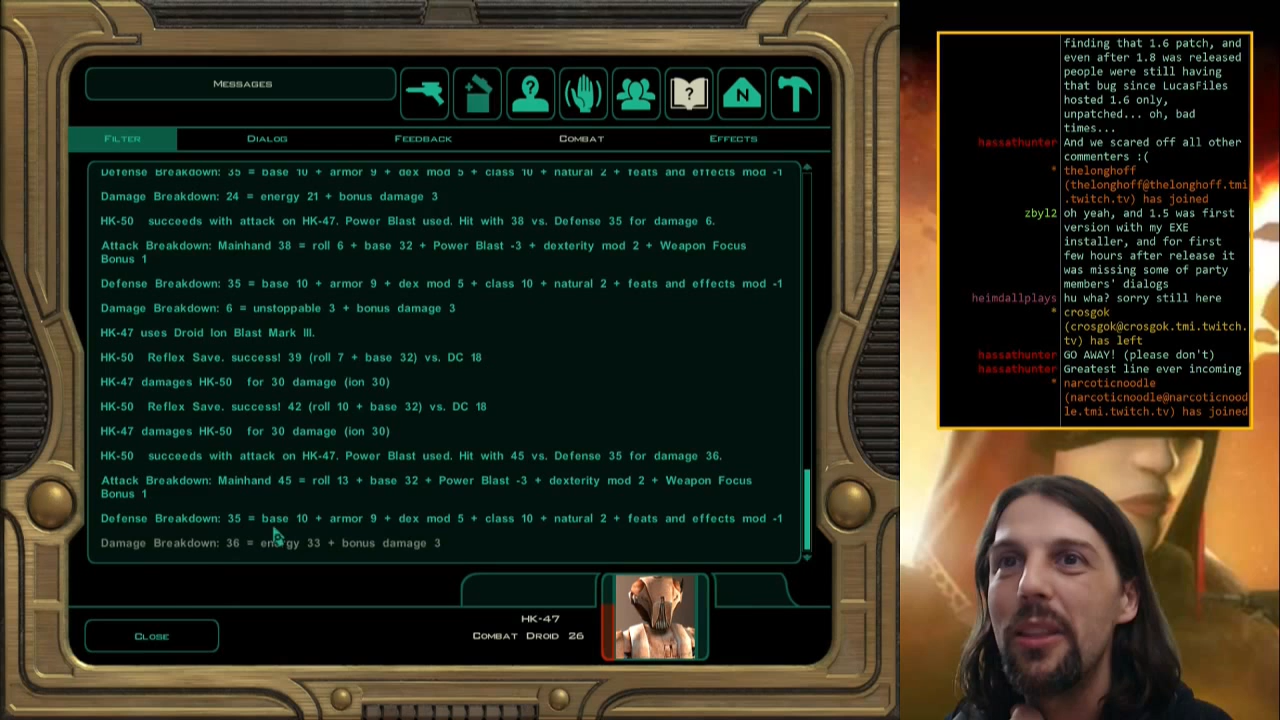 MESSAGES
N
FILTER
DIALOG
FEEDBACK
COMBAT
EFFECTS
Defense Breakdown: 35 = base 10 + armor 9 + dex mod 5 + class 10 + natural 2 + feats and effects mod -1
Damage Breakdown: 24 = energy 21 + bonus damage 3
HK-50 succeeds with attack on HK-47. Power Blast used. Hit with 38 vs. Defense 35 for damage 6.
Attack Breakdown: Mainhand 38 = roll 6 + base 32 + Power Blast -3 + dexterity mod 2 + Weapon Focus
Bonus 1
Defense Breakdown: 35 = base 10 + armor 9 + dex mod 5 + class 10 + natural 2 + feats and effects mod -1
Damage Breakdown: 6 = unstoppable 3 + bonus damage 3
HK-47 uses Droid Ion Blast Mark III.
HK-50 Reflex Save. success! 39 (roll 7 + base 32) vs. DC 18
HK-47 damages HK-50 for 30 damage (ion 30)
HK-50 Reflex Save. success! 42 (roll 10 + base 32) vs. DC 18
HK-47 damages HK-50 for 30 damage (ion 30)
HK-50 succeeds with attack on HK-47. Power Blast used. Hit with 45 vs. Defense 35 for damage 36.
Attack Breakdown: Mainhand 45 = roll 13 + base 32 + Power Blast -3 + dexterity mod 2 + Weapon Focus
Bonus 1
Defense Breakdown: 35 = base 10 + armor 9 + dex mod 5 + class 10 + natural 2 + feats and effects mod -1
Damage Breakdown: 36 = energy 33 + bonus damage 3
HK-47
COMBAT DROID 26
CLOSE
finding that 1.6 patch, and
even after 1.8 was released
people were still having
that bug since LucasFiles
hosted 1.6 only,
unpatched... oh, bad
times...
hassathunter And we scared off all other
commenters :(
* thelonghoff
(thelonghoff@thelonghoff.tmi
.twitch.tv) has joined
zbyl2 oh yeah, and 1.5 was first
version with my EXE
installer, and for first
few hours after release it
was missing some of party
members' dialogs
heimdallplays hu wha? sorry still here
* crosgok
(crosgok@crosgok.tmi.twitch.
tv) has left
hassathunter GO AWAY! (please don't)
hassathunter Greatest line ever incoming
* narcoticnoodle
(narcoticnoodle@narcoticnood
le.tmi.twitch.tv) has joined